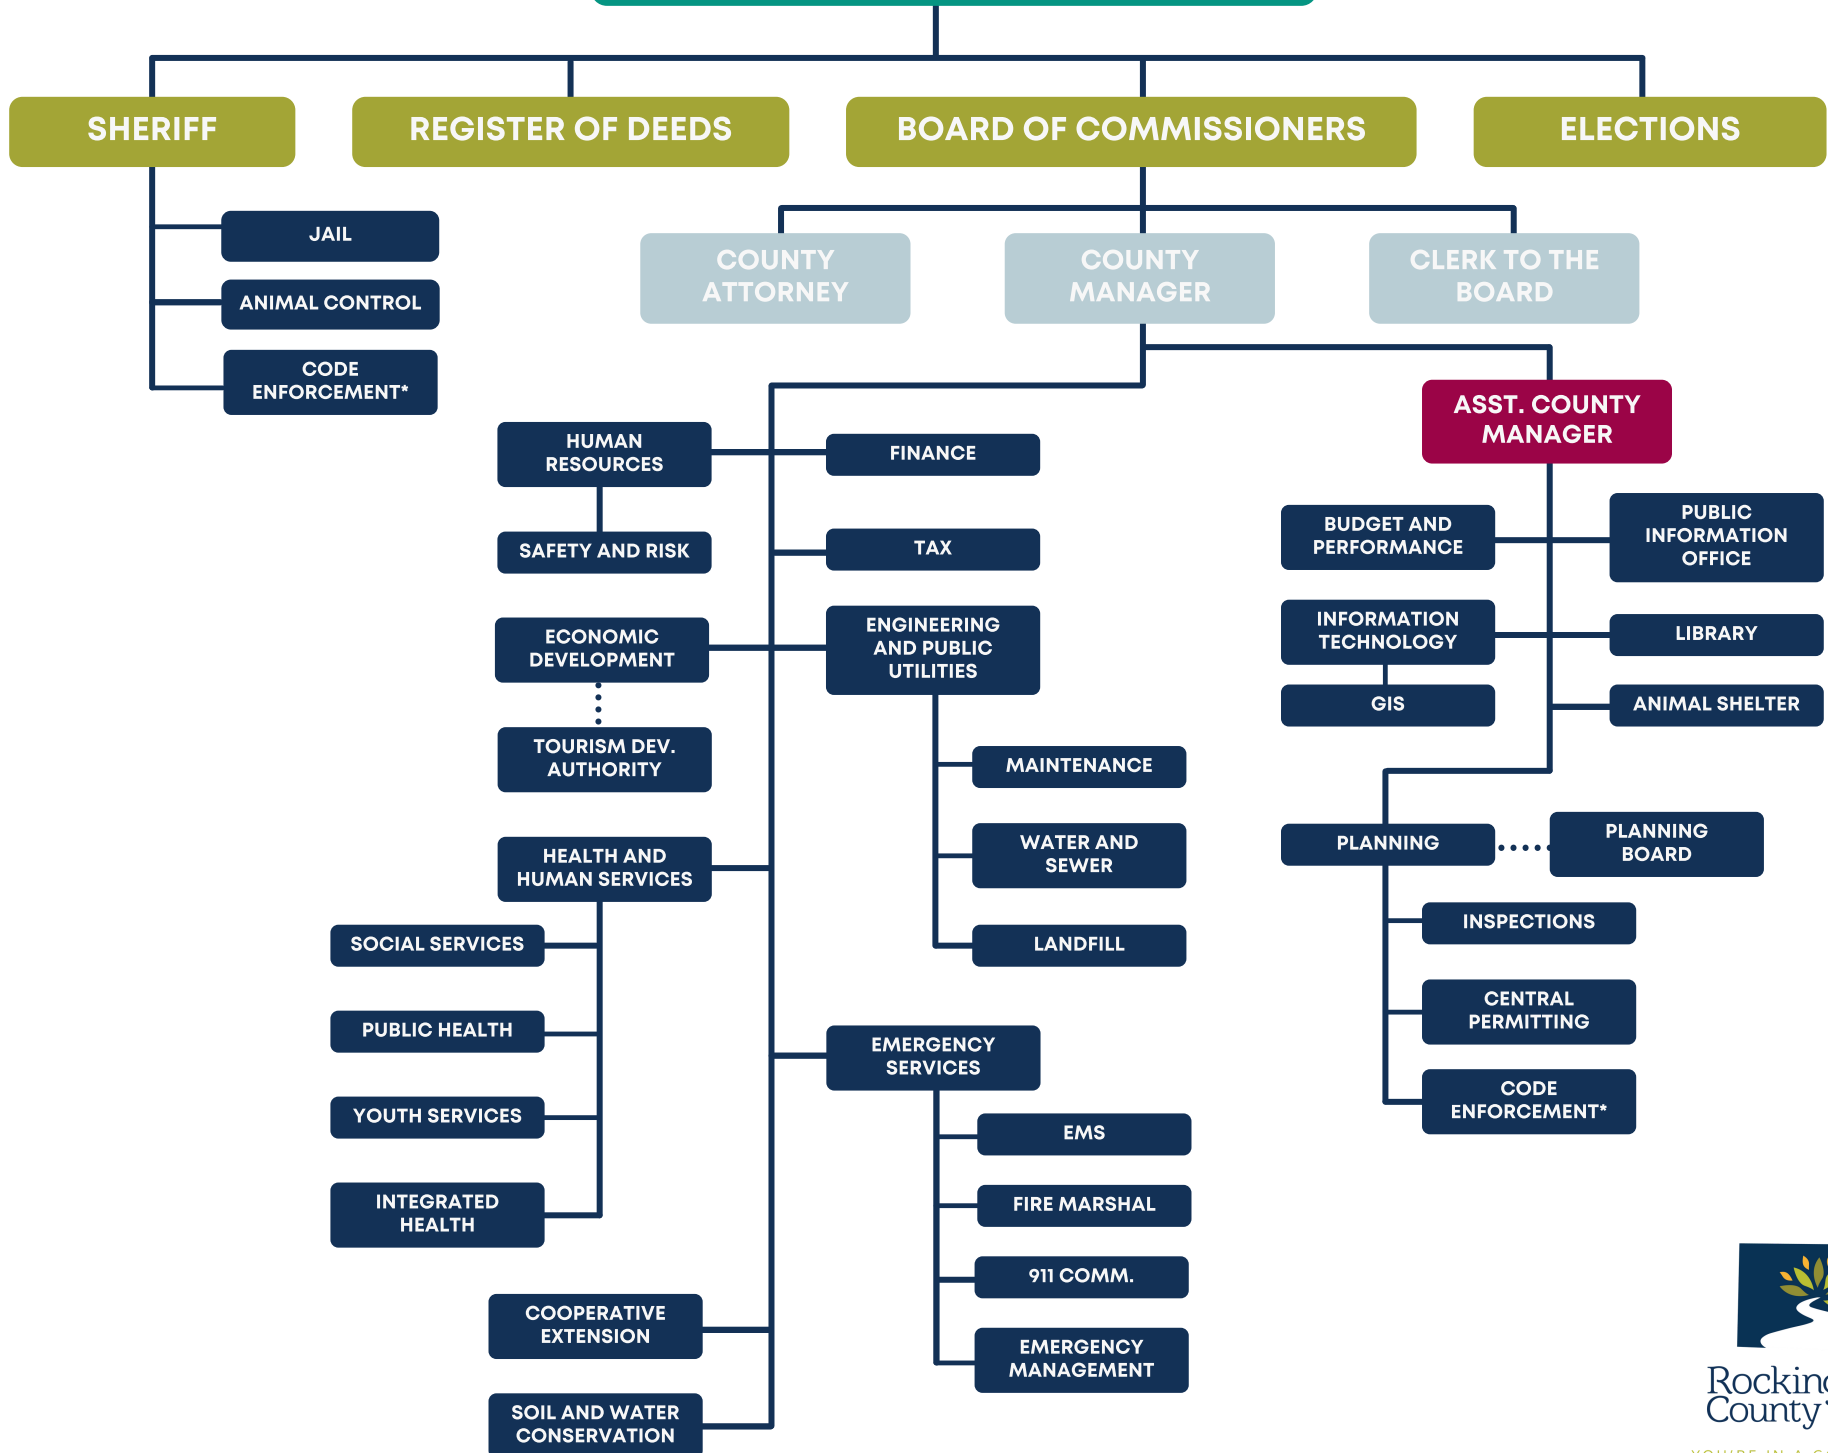 SHERIFF
REGISTER OF DEEDS
BOARD OF COMMISSIONERS
ELECTIONS
JAIL
ANIMAL CONTROL
CODE
ENFORCEMENT*
COUNTY
ATTORNEY
COUNTY
MANAGER
CLERK TO THE
BOARD
ASST. COUNTY
MANAGER
HUMAN
RESOURCES
FINANCE
SAFETY AND RISK
TAX
ECONOMIC
DEVELOPMENT
ENGINEERING
AND PUBLIC
UTILITIES
TOURISM DEV.
AUTHORITY
MAINTENANCE
WATER AND
SEWER
LANDFILL
HEALTH AND
HUMAN SERVICES
SOCIAL SERVICES
PUBLIC HEALTH
YOUTH SERVICES
INTEGRATED
HEALTH
EMERGENCY
SERVICES
EMS
FIRE MARSHAL
911 COMM.
EMERGENCY
MANAGEMENT
COOPERATIVE
EXTENSION
SOIL AND WATER
CONSERVATION
BUDGET AND
PERFORMANCE
PUBLIC
INFORMATION
OFFICE
INFORMATION
TECHNOLOGY
LIBRARY
GIS
ANIMAL SHELTER
PLANNING
PLANNING
BOARD
INSPECTIONS
CENTRAL
PERMITTING
CODE
ENFORCEMENT*
County